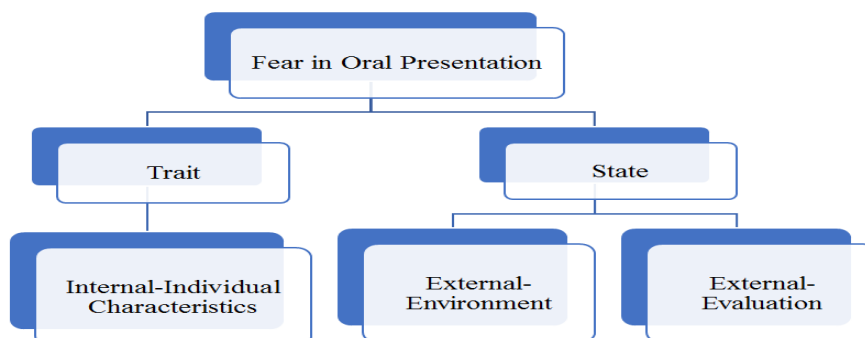 Fear in Oral Presentation
Trait
State
Internal-Individual
Characteristics
External-
Environment
External-
Evaluation